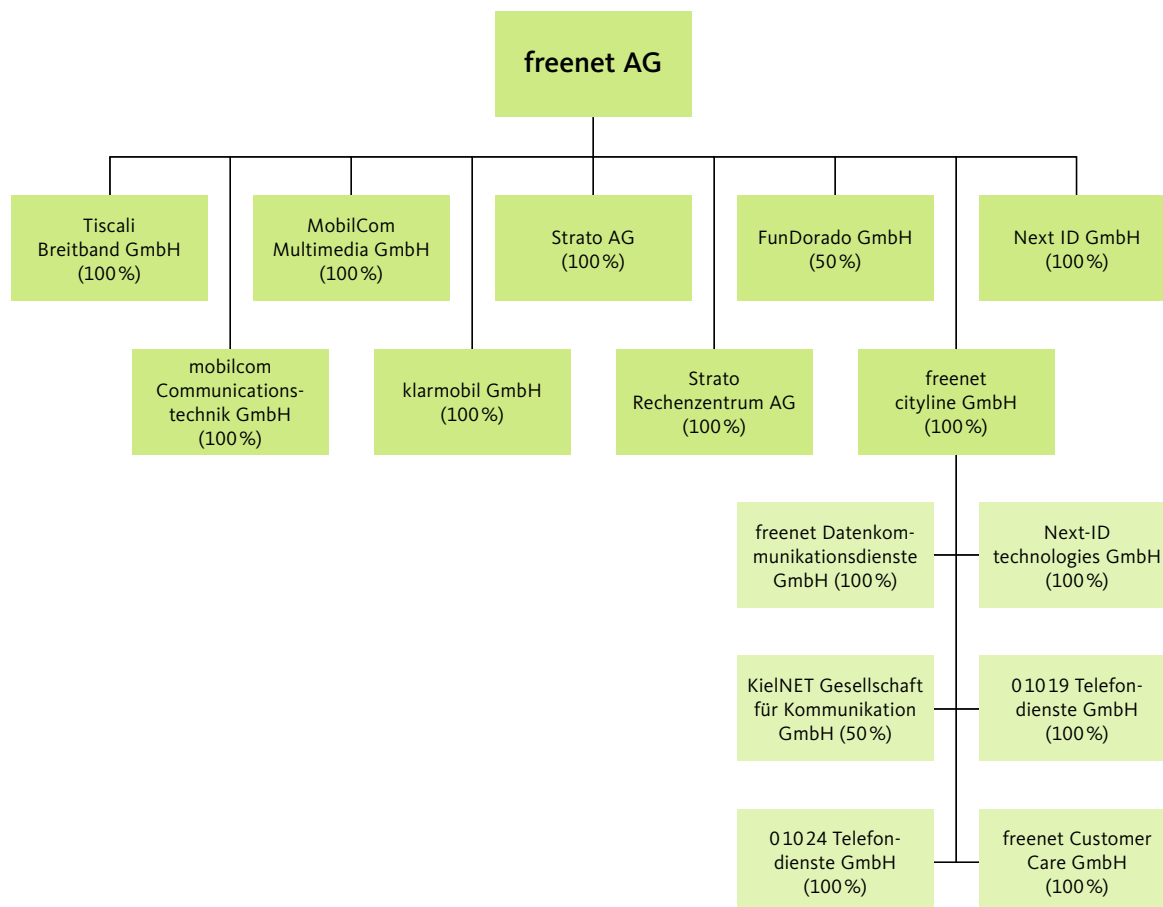 freenet AG
Tiscali
Breitband GmbH
(100 %)
MobilCom
Multimedia GmbH
(100 %)
Strato AG
(100 %)
FunDorado GmbH
(50 %)
Next ID GmbH
(100 %)
mobilcom
Communications-
technik GmbH
(100 %)
klarmobil GmbH
(100 %)
Strato
Rechenzentrum AG
(100 %)
freenet
cityline GmbH
(100 %)
freenet Datenkom-
munikationsdienste
GmbH (100 %)
Next-ID
technologies GmbH
(100 %)
KielNET Gesellschaft
für Kommunikation
GmbH (50 %)
01019 Telefon-
dienste GmbH
(100 %)
01024 Telefon-
dienste GmbH
(100 %)
freenet Customer
Care GmbH
(100 %)